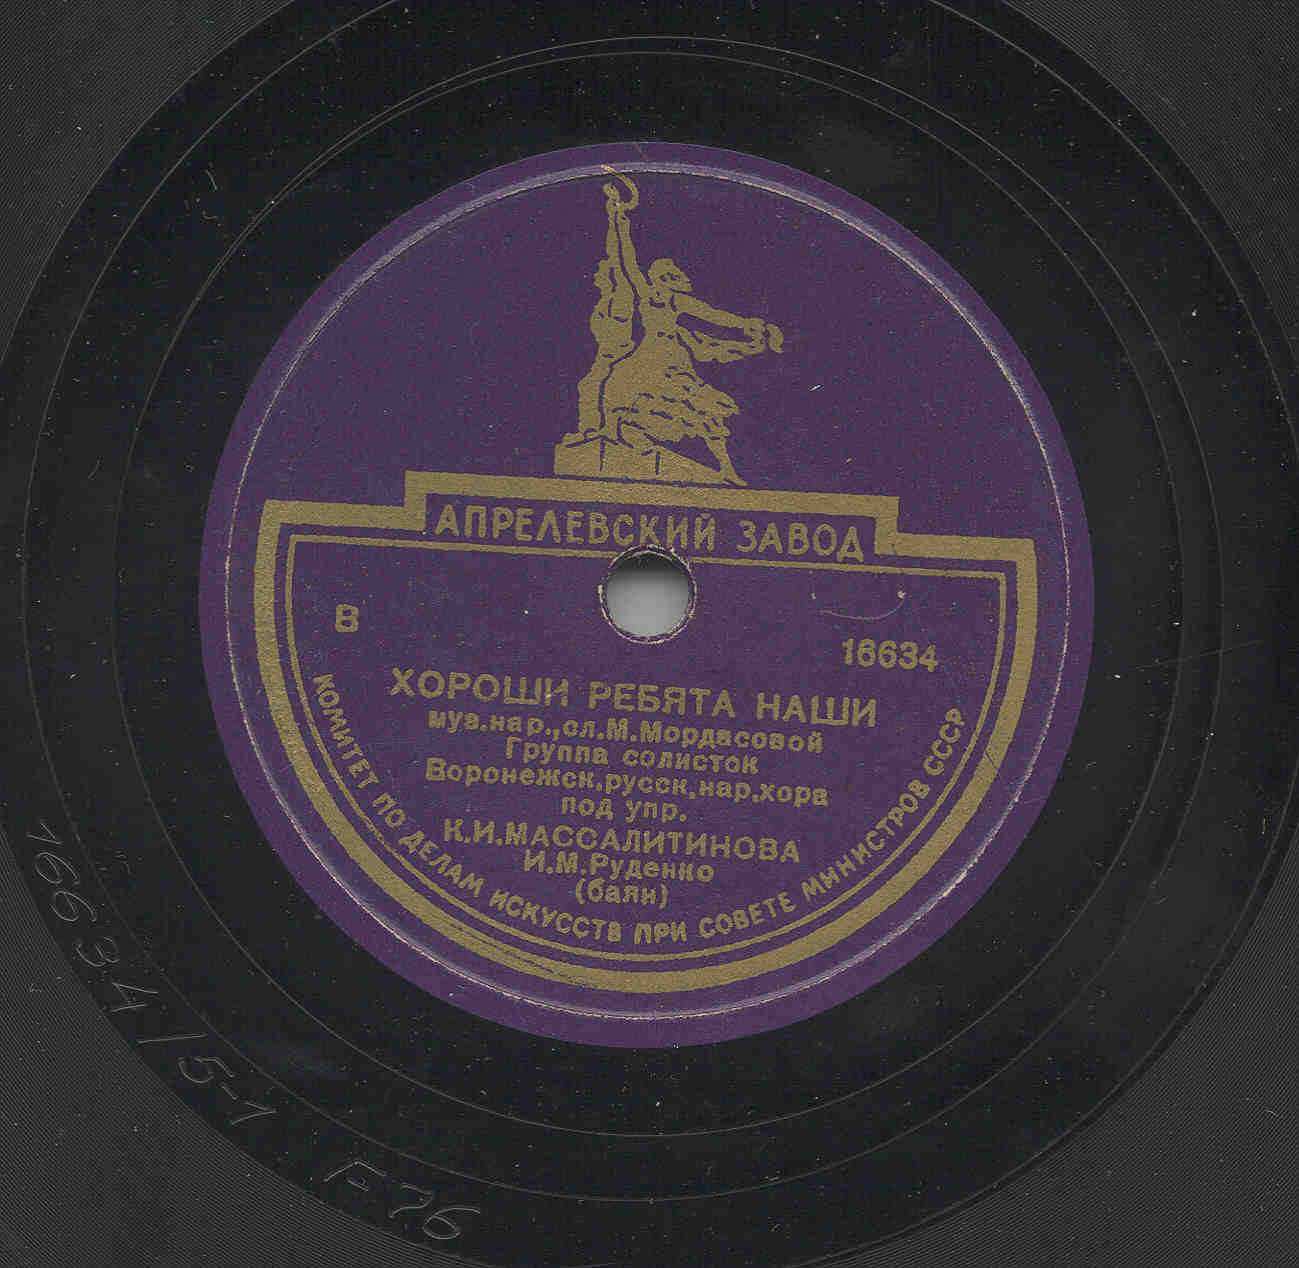 АПРЕЛЕВСКИЙ ЗАВОД
В
16634
ХОРОШИ РЕБЯТА НАШИ
муз.нар.,сл.М.Мордасовой
Группа солисток
Воронежск.русск.нар.хора
под упр.
К.И.МАССАЛИТИНОВА
И.М.Руденко
(баян)
КОМИТЕТ ПО ДЕЛАМ ИСКУССТВ ПРИ СОВЕТЕ МИНИСТРОВ СССР
16634/5-1 F-76